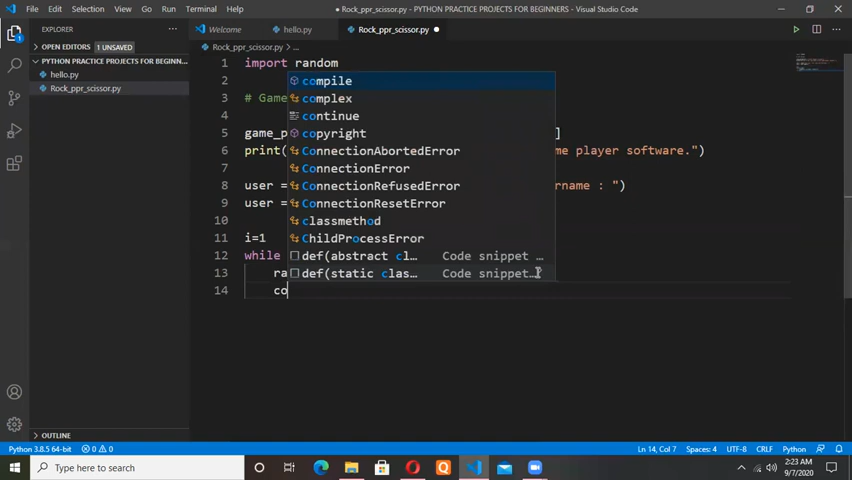 File Edit Selection View Go Run Terminal Help
● Rock_ppr_scissor.py - PYTHON PRACTICE PROJECTS FOR BEGINNERS - Visual Studio Code
EXPLORER ···
Welcome hello.py Rock_ppr_scissor.py ●
OPEN EDITORS 1 UNSAVED
Rock_ppr_scissor.py > ...
PYTHON PRACTICE PROJECTS FOR BEGIN...
hello.py
Rock_ppr_scissor.py
1 import random
2 compile
3 # Game complex
continue
5 game_p copyright ]
6 print( ConnectionAbortedError me player software.")
7 ConnectionError
8 user = ConnectionRefusedError rname : ")
9 user = ConnectionResetError
10 classmethod
11 i=1 ChildProcessError
12 while def(abstract cl… Code snippet …
13 ra def(static clas… Code snippet…
14 co
OUTLINE
Python 3.8.5 64-bit 0 0 Ln 14, Col 7 Spaces: 4 UTF-8 CRLF Python
Type here to search
2:23 AM
9/7/2020